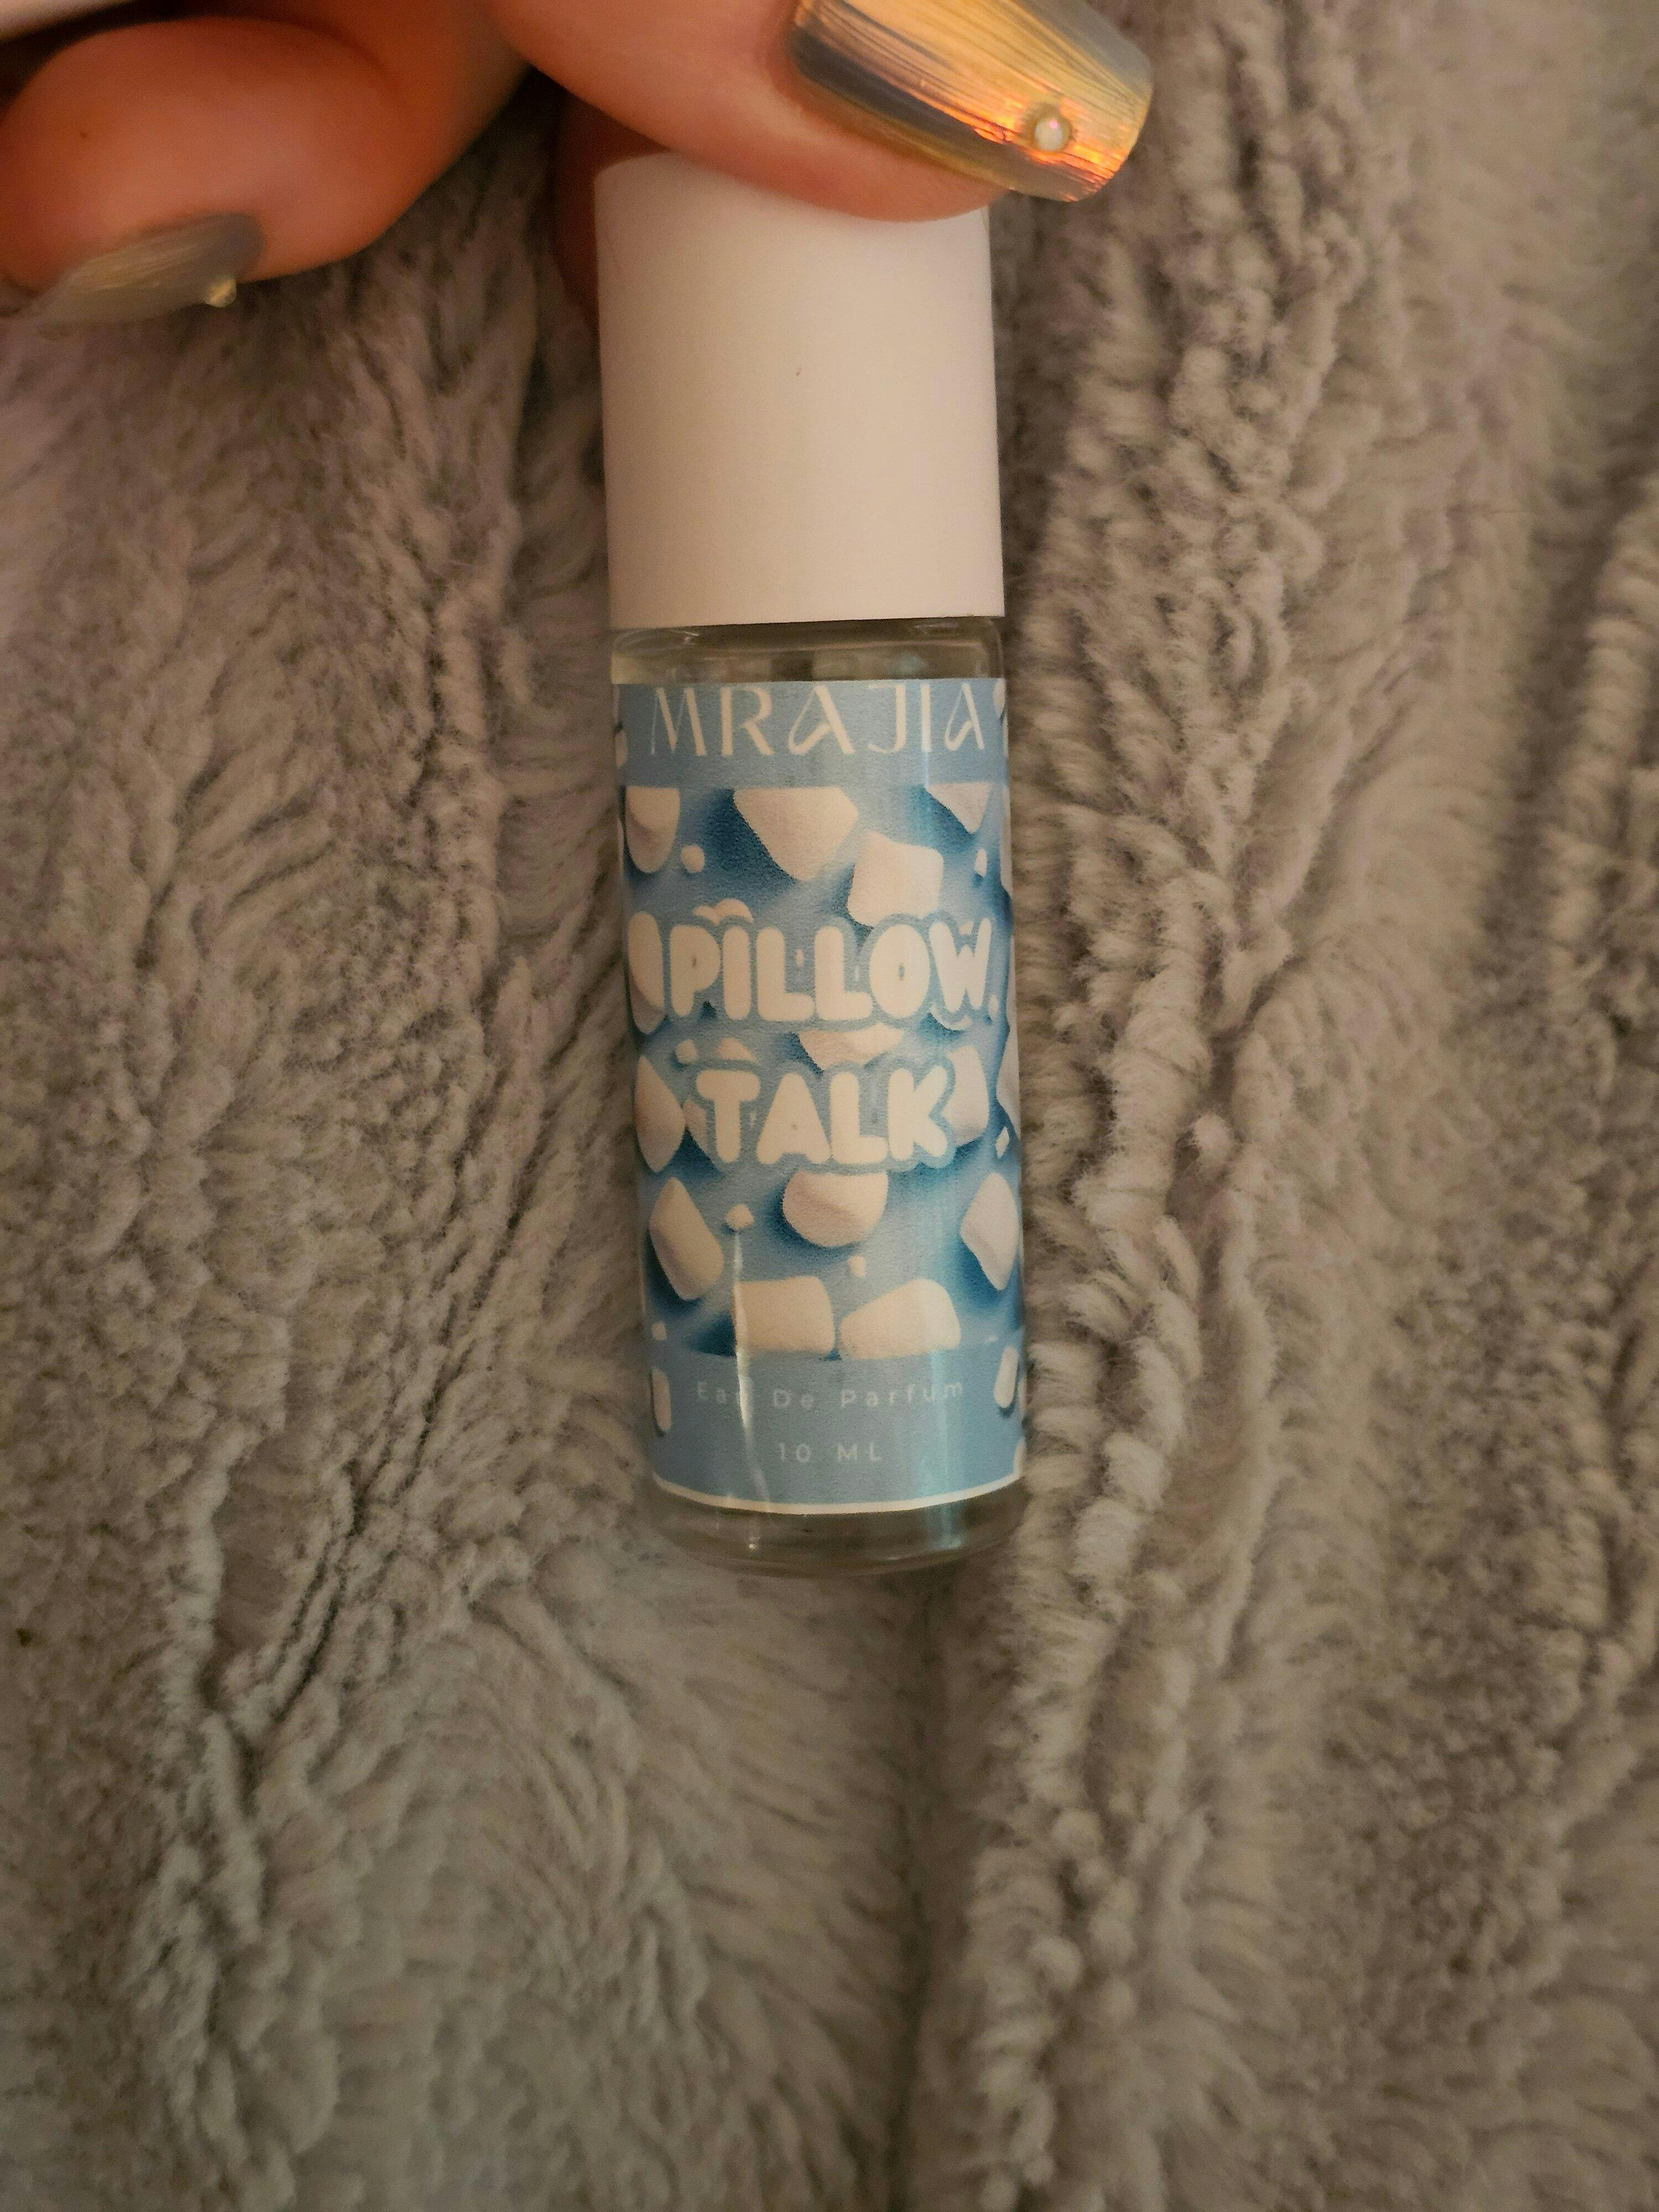 MRAJIA
PILLOW
TALK
Eau De Parfum
10 ML